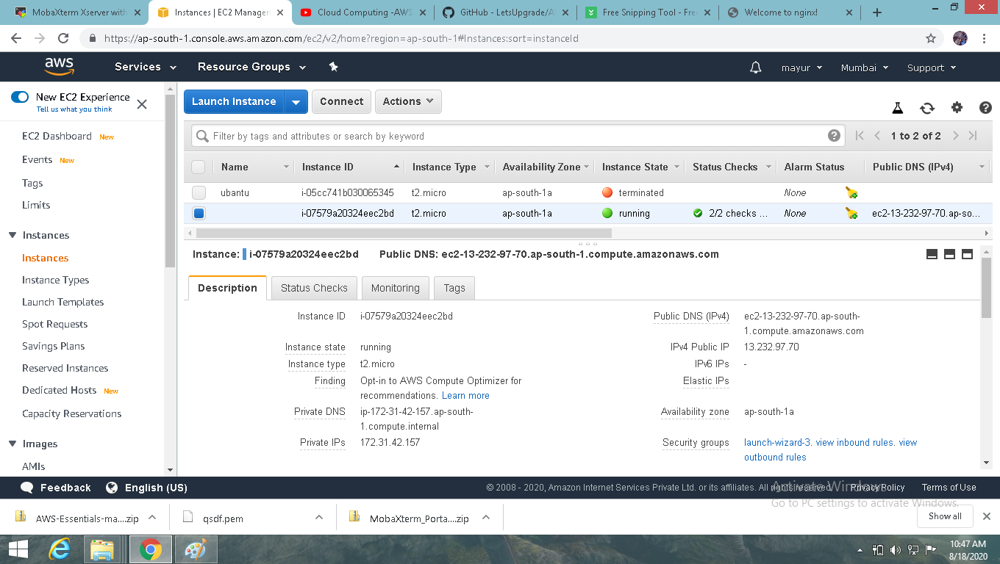 MobaXterm Xserver with
Instances | EC2 Managem
Cloud Computing -AWS
GitHub - LetsUpgrade/A
Free Snipping Tool - Free
Welcome to nginx!
https://ap-south-1.console.aws.amazon.com/ec2/v2/home?region=ap-south-1#Instances:sort=instanceId
aws Services Resource Groups mayur Mumbai Support
New EC2 Experience
Tell us what you think
EC2 Dashboard New
Events New
Tags
Limits
Instances
Instances
Instance Types
Launch Templates
Spot Requests
Savings Plans
Reserved Instances
Dedicated Hosts New
Capacity Reservations
Images
AMIs
Launch Instance Connect Actions
Filter by tags and attributes or search by keyword
1 to 2 of 2
Name Instance ID Instance Type Availability Zone Instance State Status Checks Alarm Status Public DNS (IPv4)
ubantu i-05cc741b030065345 t2.micro ap-south-1a terminated None
i-07579a20324eec2bd t2.micro ap-south-1a running 2/2 checks ... None ec2-13-232-97-70.ap-so...
Instance: i-07579a20324eec2bd Public DNS: ec2-13-232-97-70.ap-south-1.compute.amazonaws.com
Description Status Checks Monitoring Tags
Instance ID i-07579a20324eec2bd
Instance state running
Instance type t2.micro
Finding Opt-in to AWS Compute Optimizer for
recommendations. Learn more
Private DNS ip-172-31-42-157.ap-south-
1.compute.internal
Private IPs 172.31.42.157
Public DNS (IPv4) ec2-13-232-97-70.ap-south-
1.compute.amazonaws.com
IPv4 Public IP 13.232.97.70
IPv6 IPs -
Elastic IPs
Availability zone ap-south-1a
Security groups launch-wizard-3. view inbound rules. view
outbound rules
Feedback English (US)
© 2008 - 2020, Amazon Internet Services Private Ltd. or its affiliates. All rights reserved. Privacy Policy Terms of Use
Activate Windows
Go to PC settings to activate Windows.
AWS-Essentials-ma....zip
qsdf.pem
MobaXterm_Porta....zip
Show all
10:47 AM
8/18/2020